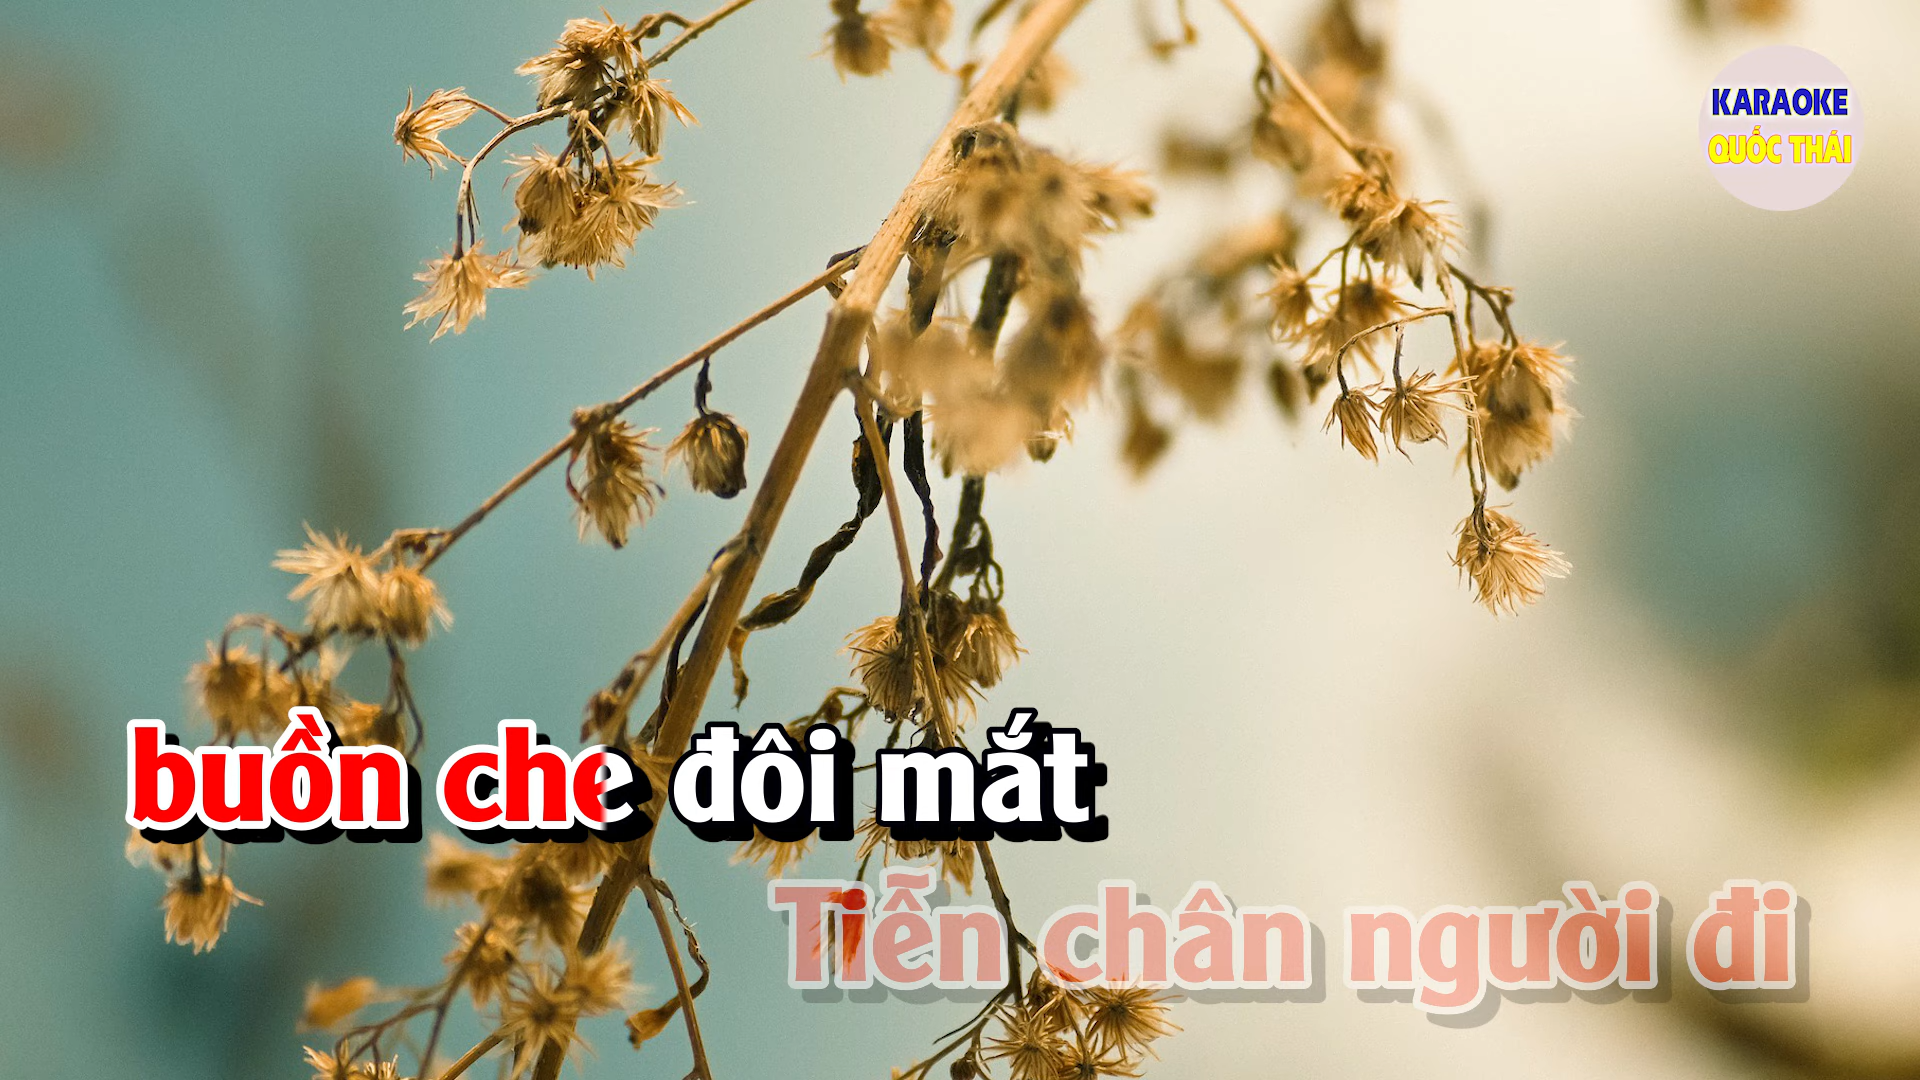 KARAOKE
QUỐC THÁI
buồn che đôi mắt
Tiễn chân người đi